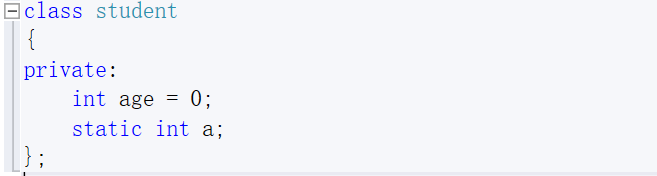 class student
{
private:
    int age = 0;
    static int a;
};